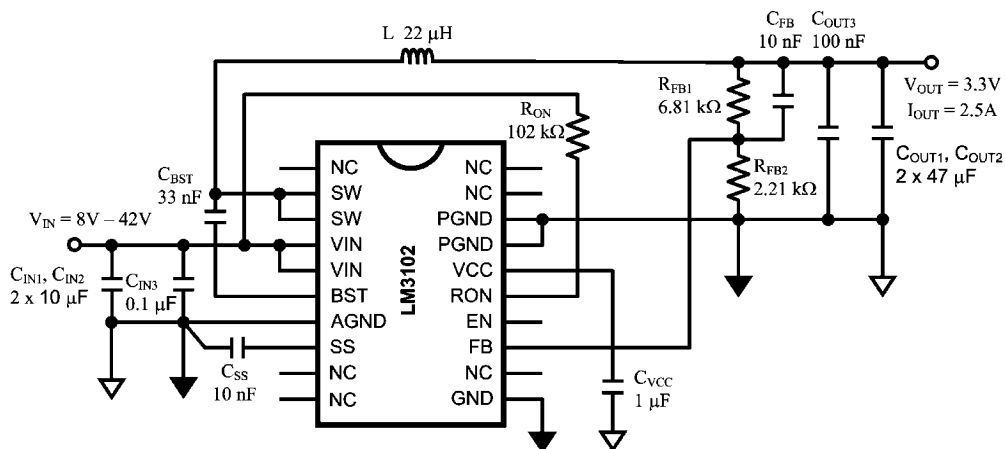 L 22 μH
C_FB
10 nF
C_OUT3
100 nF
V_OUT = 3.3V
I_OUT = 2.5A
R_FB1
6.81 kΩ
R_ON
102 kΩ
C_OUT1, C_OUT2
2 x 47 μF
R_FB2
2.21 kΩ
C_BST
33 nF
V_IN = 8V – 42V
C_IN1, C_IN2
2 x 10 μF
C_IN3
0.1 μF
C_SS
10 nF
LM3102
NC
SW
SW
VIN
VIN
BST
AGND
SS
NC
NC
NC
NC
PGND
PGND
VCC
RON
EN
FB
NC
GND
C_VCC
1 μF